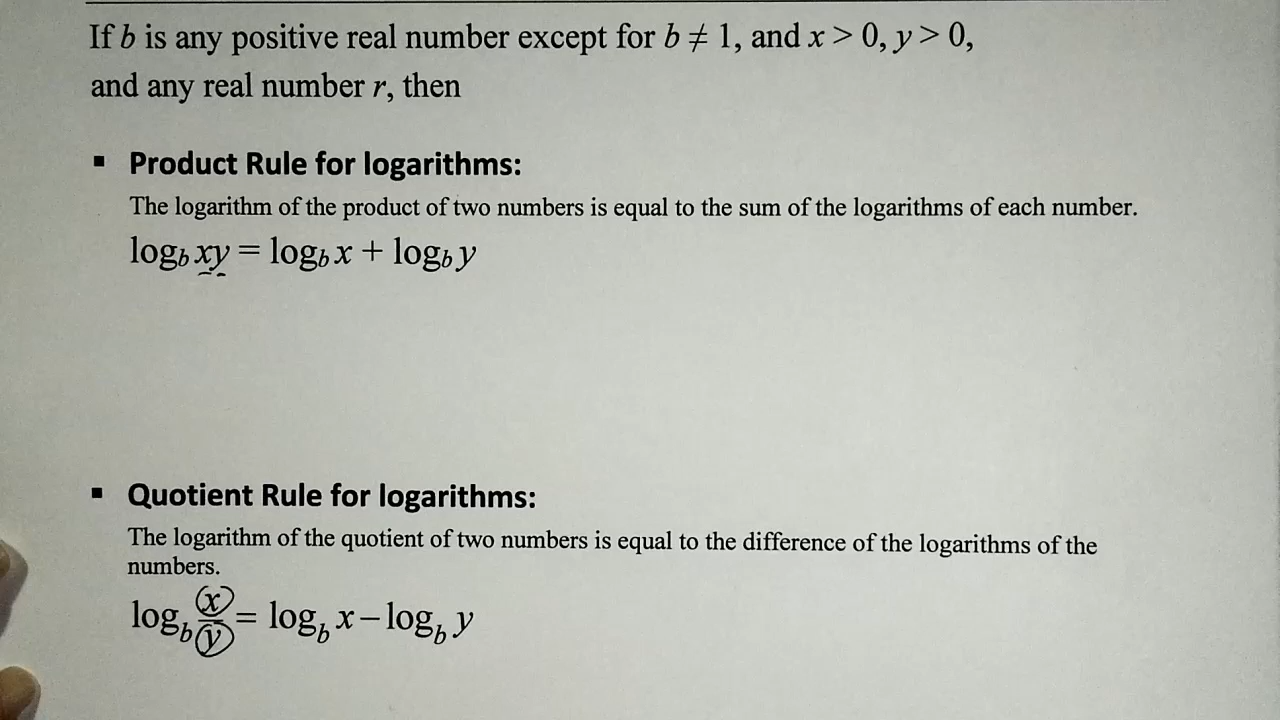 If b is any positive real number except for b ≠ 1, and x > 0, y > 0,
and any real number r, then
▪ Product Rule for logarithms:
The logarithm of the product of two numbers is equal to the sum of the logarithms of each number.
log_b xy = log_b x + log_b y
▪ Quotient Rule for logarithms:
The logarithm of the quotient of two numbers is equal to the difference of the logarithms of the
numbers.
log_b x/y = log_b x – log_b y